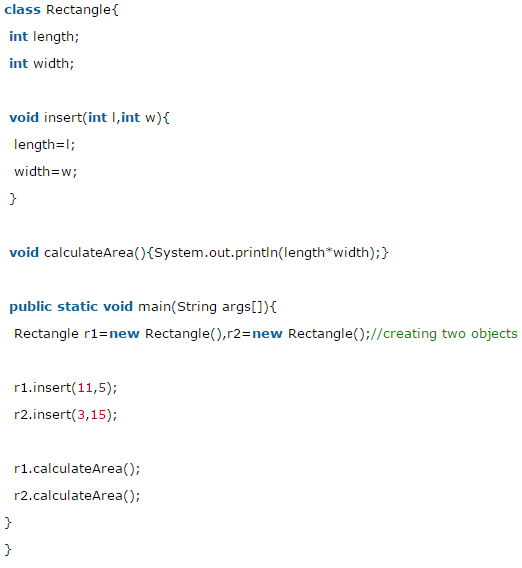 class Rectangle{
int length;
int width;
void insert(int l,int w){
length=l;
width=w;
}
void calculateArea(){System.out.println(length*width);}
public static void main(String args[]){
Rectangle r1=new Rectangle(),r2=new Rectangle();//creating two objects
r1.insert(11,5);
r2.insert(3,15);
r1.calculateArea();
r2.calculateArea();
}
}